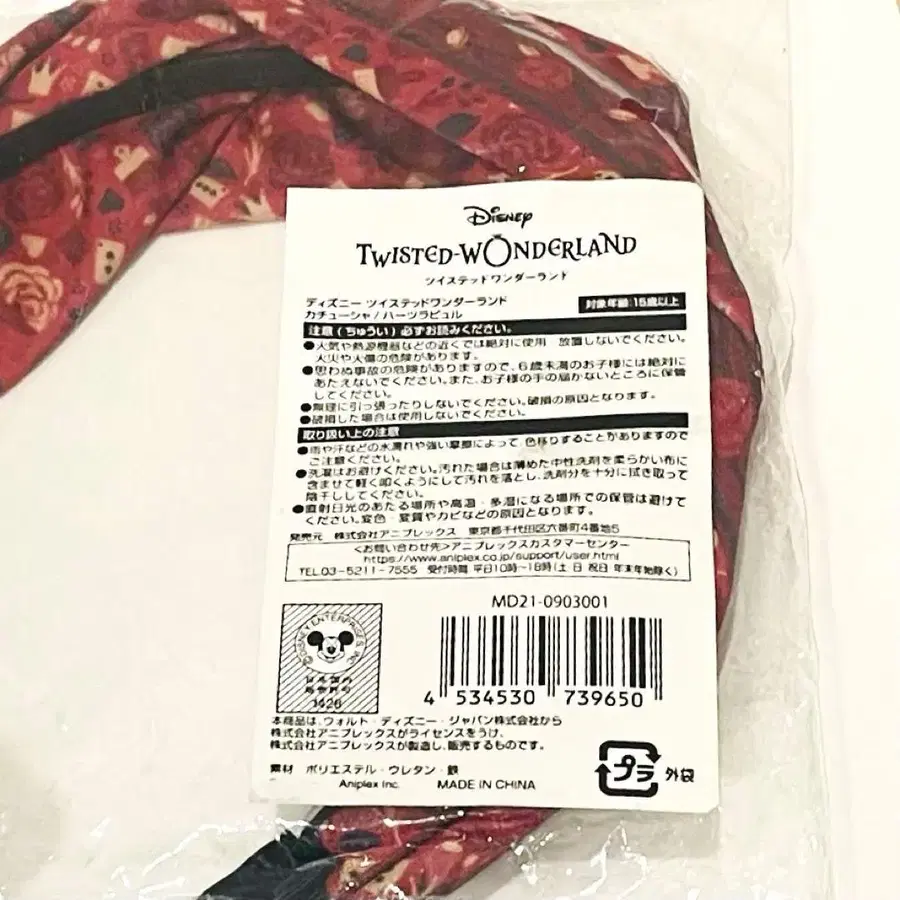 Disney
TWISTED-WONDERLAND
ツイステッドワンダーランド
ディズニー ツイステッドワンダーランド
カチューシャ / ハーツラビュル
対象年齢:15歳以上
注意 (ちゅうい) 必ずお読みください。
●火気や熱源機器などの近くでは絶対に使用・放置しないでください。
火災や火傷の危険があります。
●思わぬ事故の危険がありますので、6歳未満のお子様には絶対に
あたえないでください。また、お子様の手の届かないところに保管
してください。
●無理に引っ張ったりしないでください。破損の原因となります。
●破損した場合は使用しないでください。
取り扱い上の注意
●雨や汗などの水濡れや強い摩擦によって、色移りすることがありますので
ご注意ください。
●洗濯はお避けください。汚れた場合は薄めた中性洗剤を柔らかい布に
含ませて軽く叩くようにして汚れを落とし、洗剤分を十分に拭き取って
陰干ししてください。
●直射日光のあたる場所や高温・多湿になる場所での保管は避けて
ください。変色・変質やカビなどの原因となります。
発売元 株式会社アニプレックス 東京都千代田区六番町4番地5
<お問い合わせ先>アニプレックスカスタマーセンター
https://www.aniplex.co.jp/support/user.html
TEL.03-5211-7555 受付時間 平日10時~18時(土・日・祝日・年末年始除く)
MD21-0903001
©DISNEY ENTERPRISES, INC.
日本国内
販売許可
1426
4 534530 739650
本商品は、ウォルト・ディズニー・ジャパン株式会社から
株式会社アニプレックスがライセンスをうけ、
株式会社アニプレックスが製造し、販売するものです。
素材 ポリエステル・ウレタン・鉄
Aniplex Inc. MADE IN CHINA
プラ 外袋